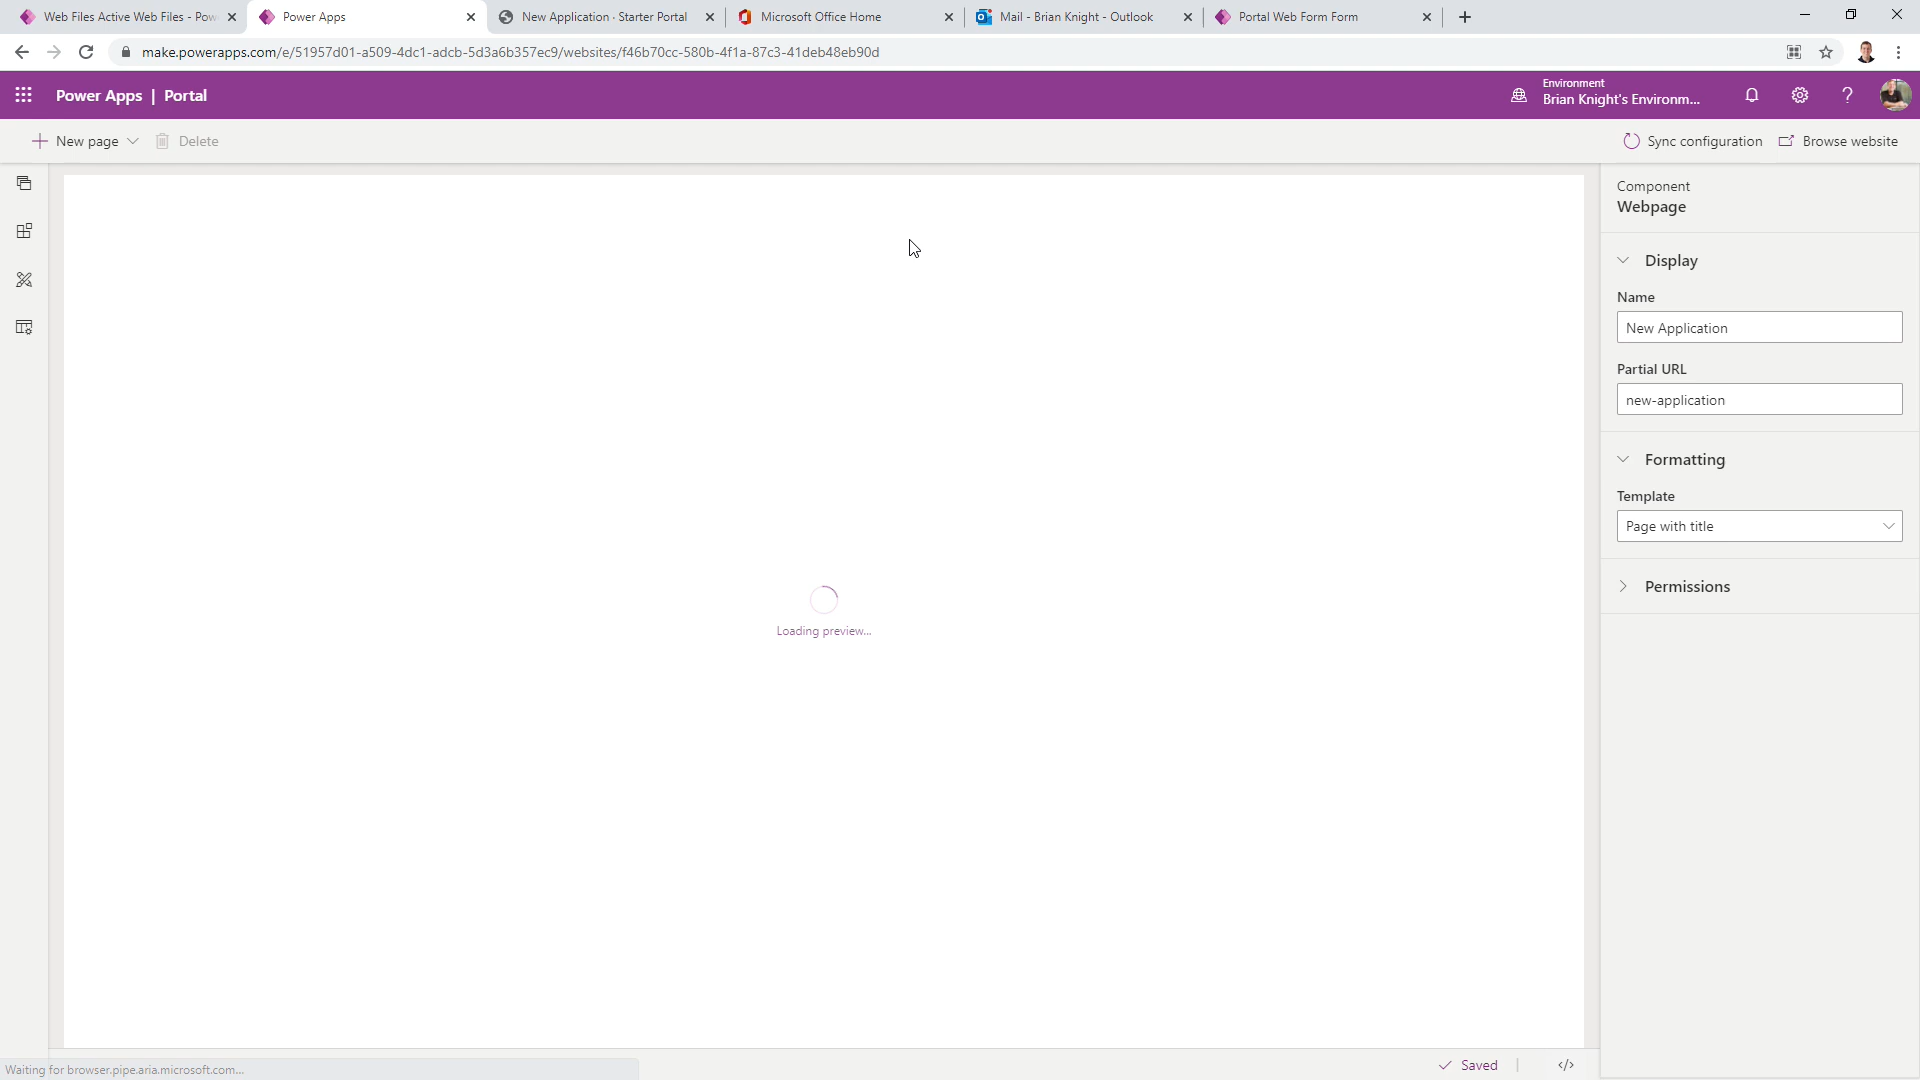 Web Files Active Web Files - Pow
Power Apps
New Application · Starter Portal
Microsoft Office Home
Mail - Brian Knight - Outlook
Portal Web Form Form
make.powerapps.com/e/51957d01-a509-4dc1-adcb-5d3a6b357ec9/websites/f46b70cc-580b-4f1a-87c3-41deb48eb90d
Power Apps | Portal
Environment
Brian Knight's Environm...
New page
Delete
Sync configuration
Browse website
Component
Webpage
Display
Name
New Application
Partial URL
new-application
Formatting
Template
Page with title
Permissions
Loading preview...
Saved
</>
Waiting for browser.pipe.aria.microsoft.com...